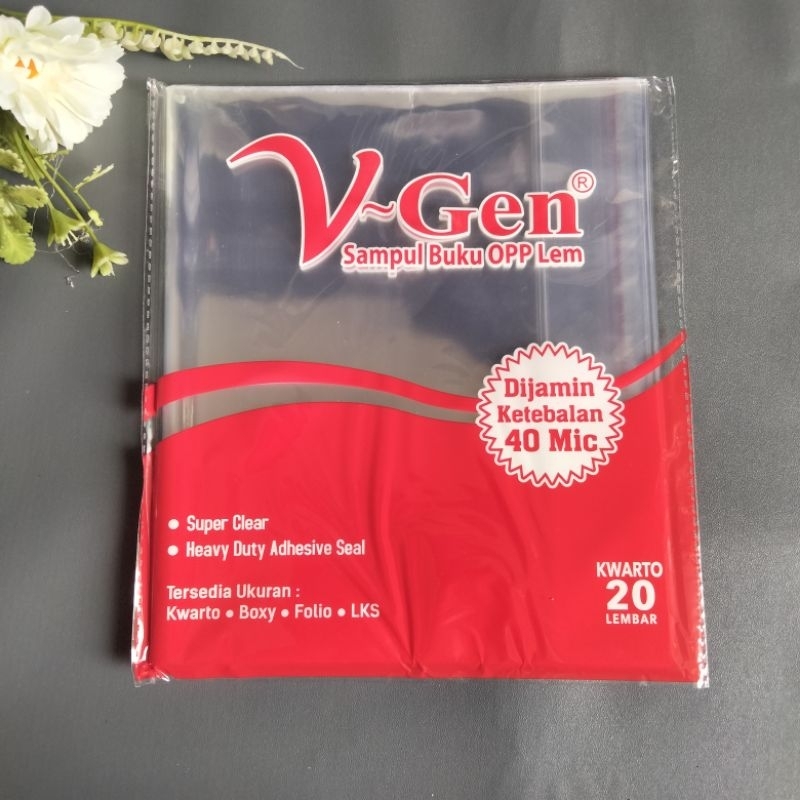 V~Gen®
Sampul Buku OPP Lem
Dijamin
Ketebalan
40 Mic
● Super Clear
● Heavy Duty Adhesive Seal
Tersedia Ukuran :
Kwarto ● Boxy ● Folio ● LKS
KWARTO
20
LEMBAR